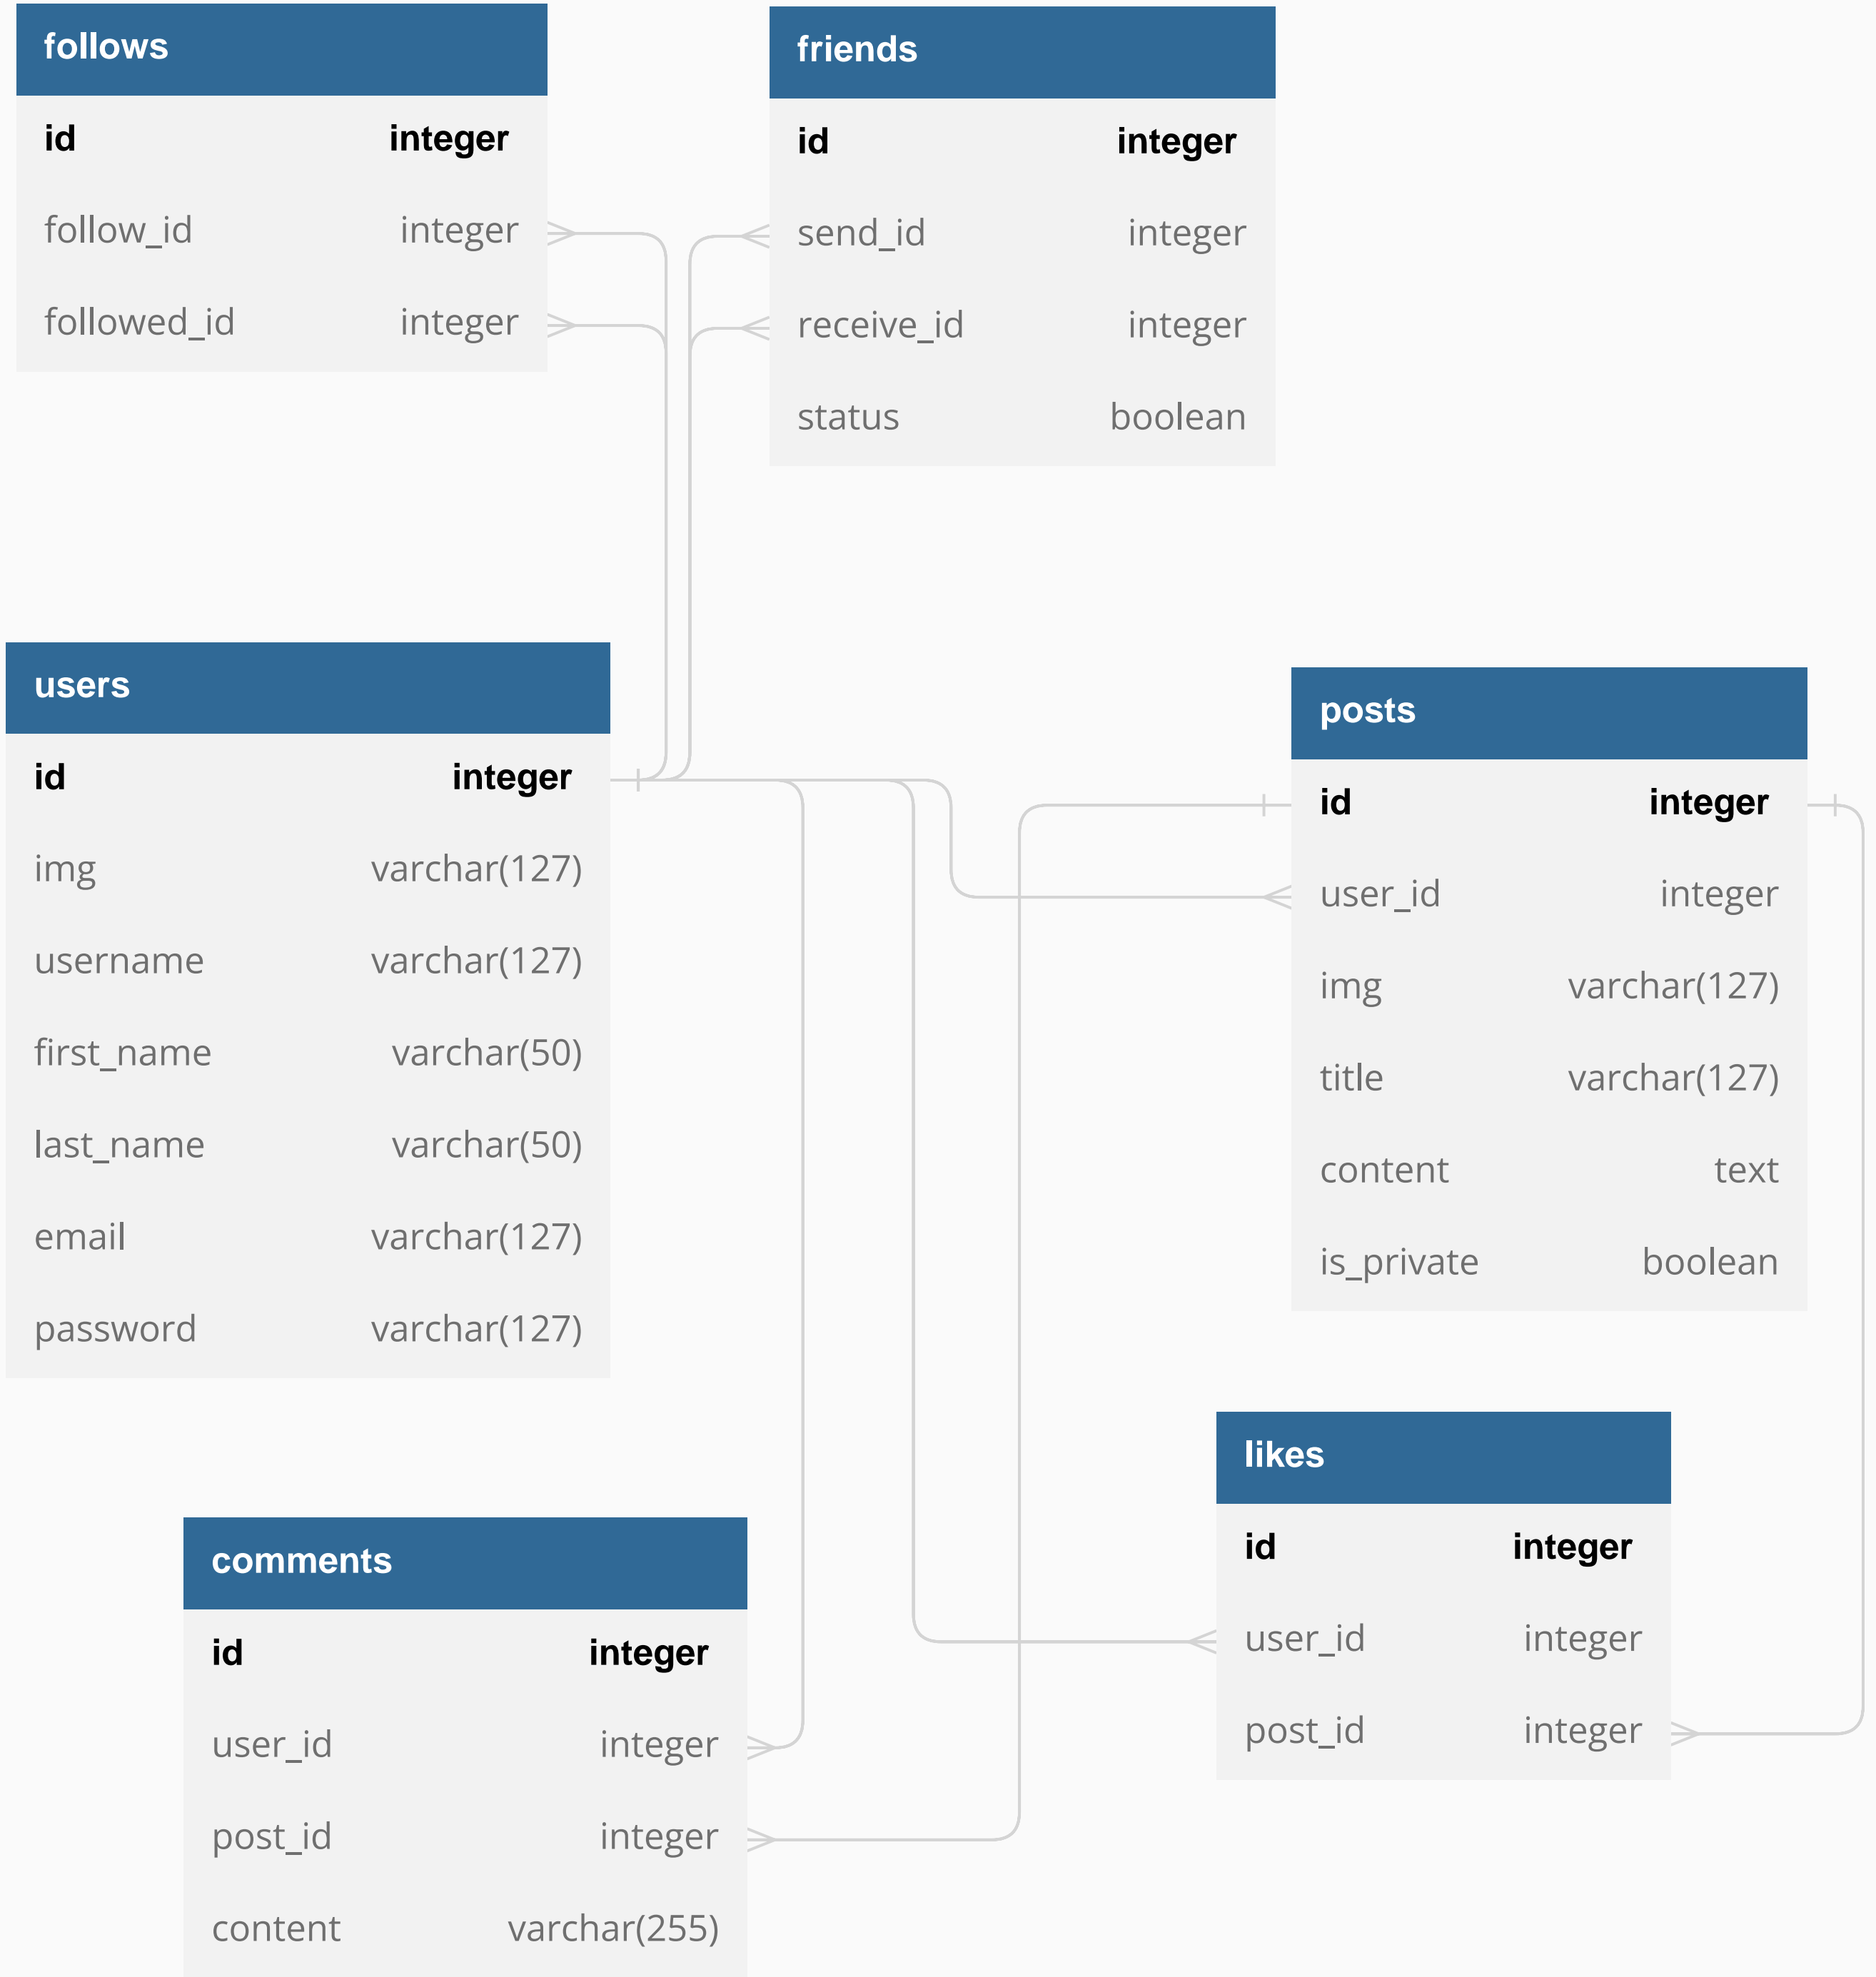 follows
id integer
follow_id integer
followed_id integer
friends
id integer
send_id integer
receive_id integer
status boolean
users
id integer
img varchar(127)
username varchar(127)
first_name varchar(50)
last_name varchar(50)
email varchar(127)
password varchar(127)
posts
id integer
user_id integer
img varchar(127)
title varchar(127)
content text
is_private boolean
likes
id integer
user_id integer
post_id integer
comments
id integer
user_id integer
post_id integer
content varchar(255)